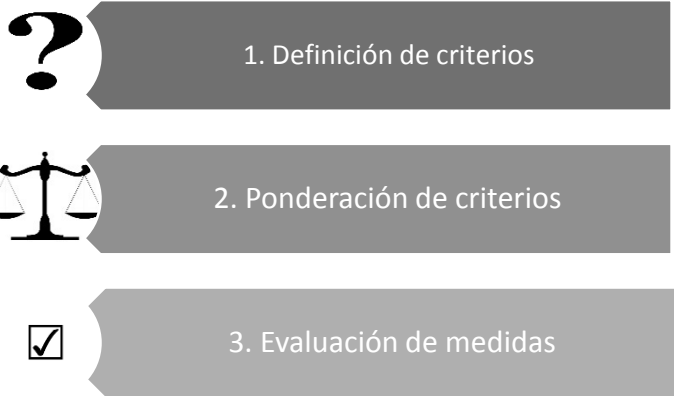 ?
1. Definición de criterios
2. Ponderación de criterios
3. Evaluación de medidas